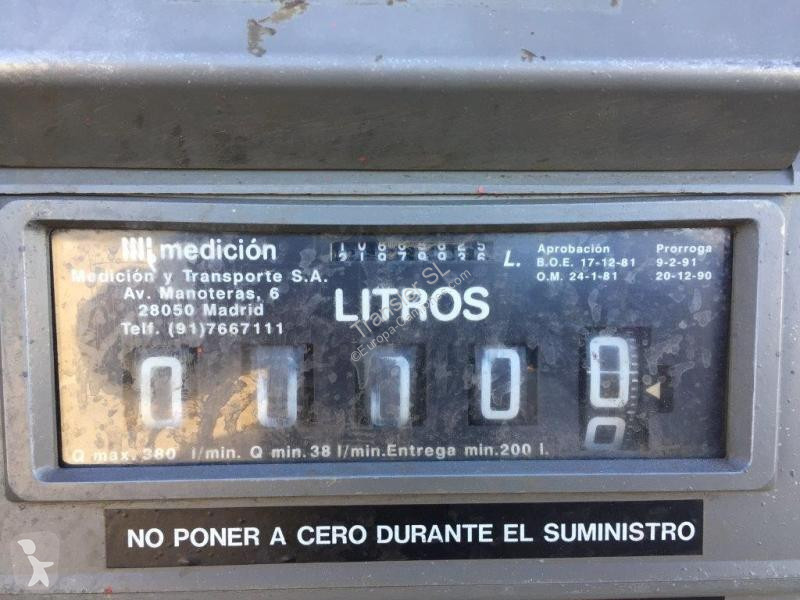 medición
Medición y Transporte S.A.
Av. Manoteras, 6
28050 Madrid
Telf. (91)7667111
L.
Aprobación
B.O.E. 17-12-81
O.M. 24-1-81
Prorroga
9-2-91
20-12-90
LITROS
0 0 0
0
Q max. 380 l/min. Q min. 38 l/min. Entrega min. 200 l.
NO PONER A CERO DURANTE EL SUMINISTRO